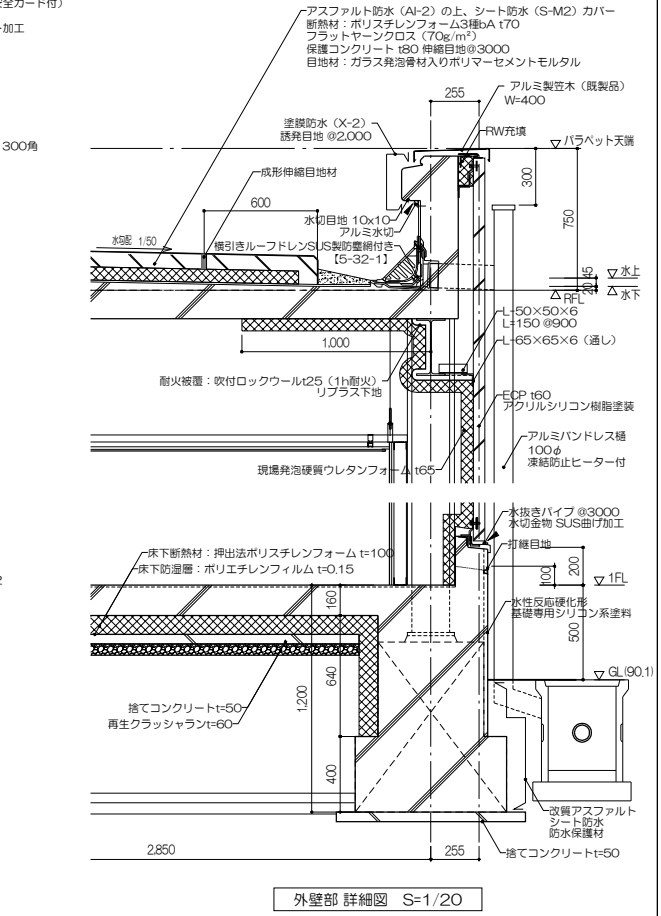 安全カード付）
アスファルト防水（AI-2）の上、シート防水（S-M2）カバー
断熱材：ポリスチレンフォーム3種bA t70
フラットヤーンクロス（70g/m²）
保護コンクリート t80 伸縮目地@3000
目地材：ガラス発泡骨材入りポリマーセメントモルタル
加工
255
アルミ製笠木（既製品）
W=400
塗膜防水（X-2）
誘発目地 @2,000
RW充填
パラペット天端
300角
成形伸縮目地材
300
600
750
水切目地 10x10
アルミ水切
水勾配 1/50
横引きルーフドレンSUS製防塵網付き
【5-32-1】
45
水上
20
RFL
水下
L-50×50×6
L=150 @900
1,000
L-65×65×6（通し）
耐火被覆：吹付ロックウールt25（1h耐火）
リブラス下地
ECP t60
アクリルシリコン樹脂塗装
アルミバンドレス樋
100φ
凍結防止ヒーター付
現場発泡硬質ウレタンフォーム t65
水抜きパイプ @3000
水切金物 SUS曲げ加工
打継目地
床下断熱材：押出法ポリスチレンフォーム t=100
床下防湿層：ポリエチレンフィルム t=0.15
100
200
1FL
2
160
水性反応硬化形
基礎専用シリコン系塗料
500
GL(90.1)
640
1,200
捨てコンクリートt=50
再生クラッシャランt=60
400
改質アスファルト
シート防水
防水保護材
2,850
255
捨てコンクリートt=50
外壁部 詳細図 S=1/20